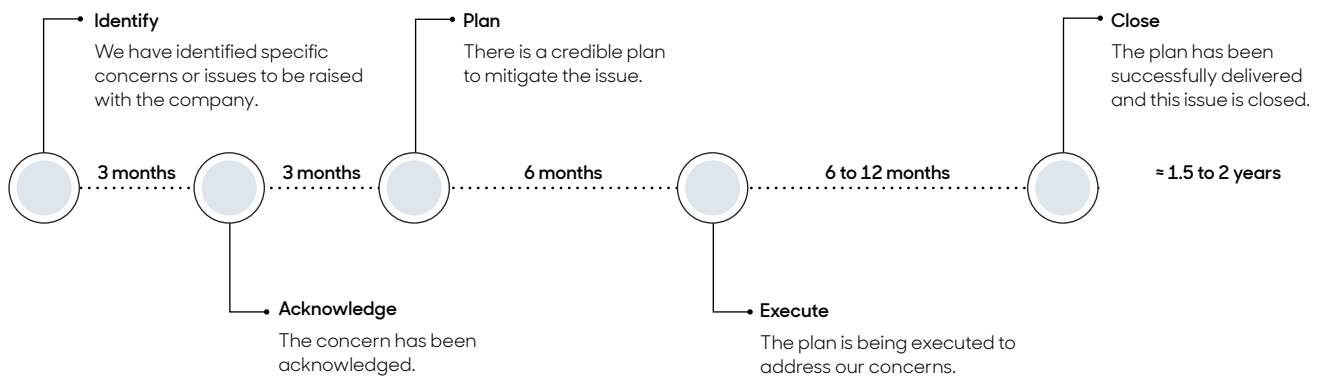 Identify
We have identified specific
concerns or issues to be raised
with the company.
Plan
There is a credible plan
to mitigate the issue.
Close
The plan has been
successfully delivered
and this issue is closed.
3 months
3 months
6 months
6 to 12 months
≈ 1.5 to 2 years
Acknowledge
The concern has been
acknowledged.
Execute
The plan is being executed to
address our concerns.